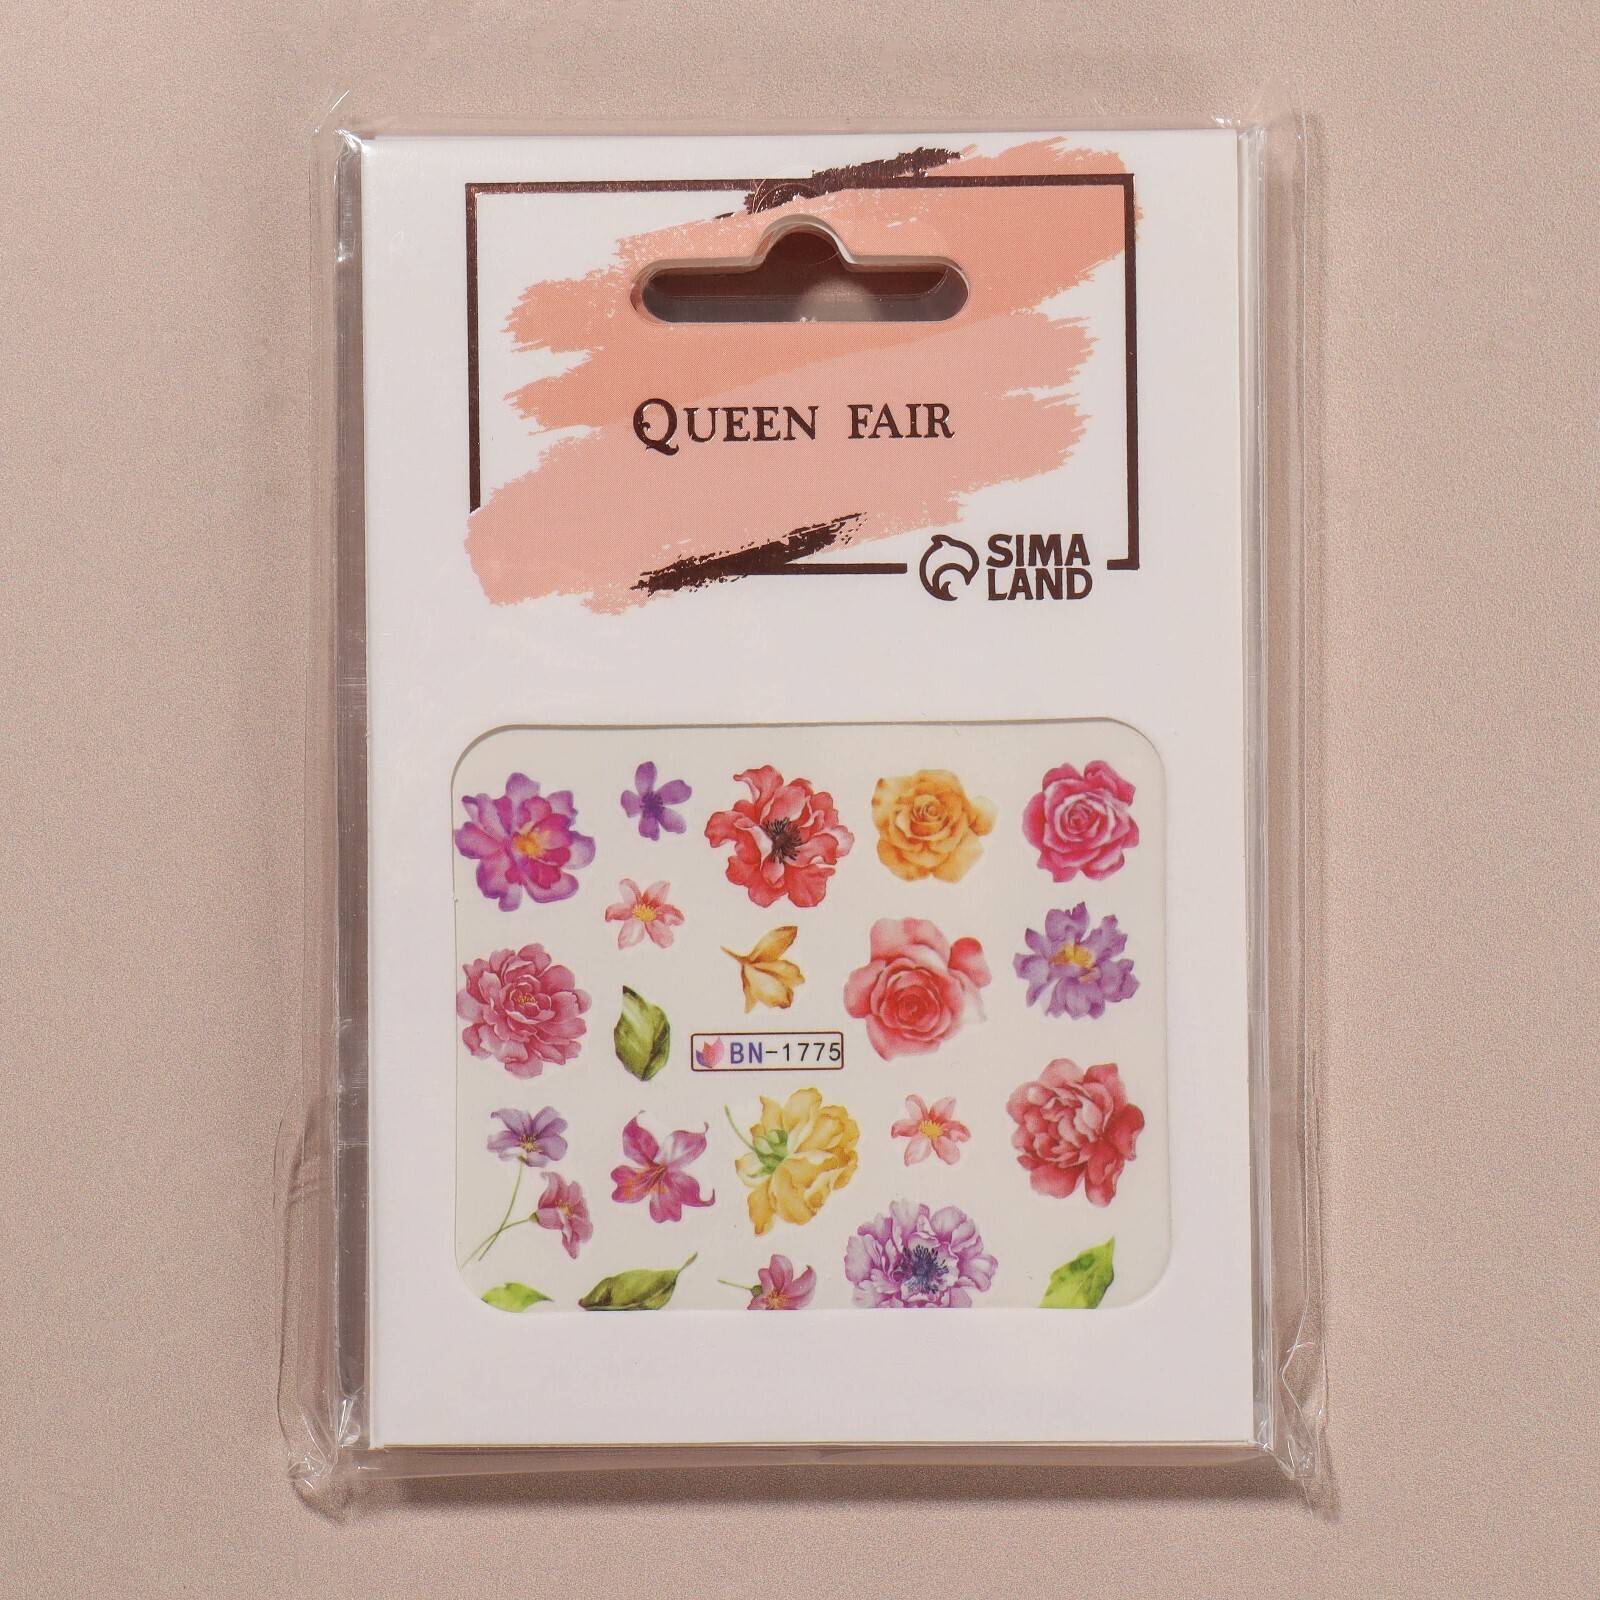 QUEEN FAIR
SIMA
LAND
BN-1775